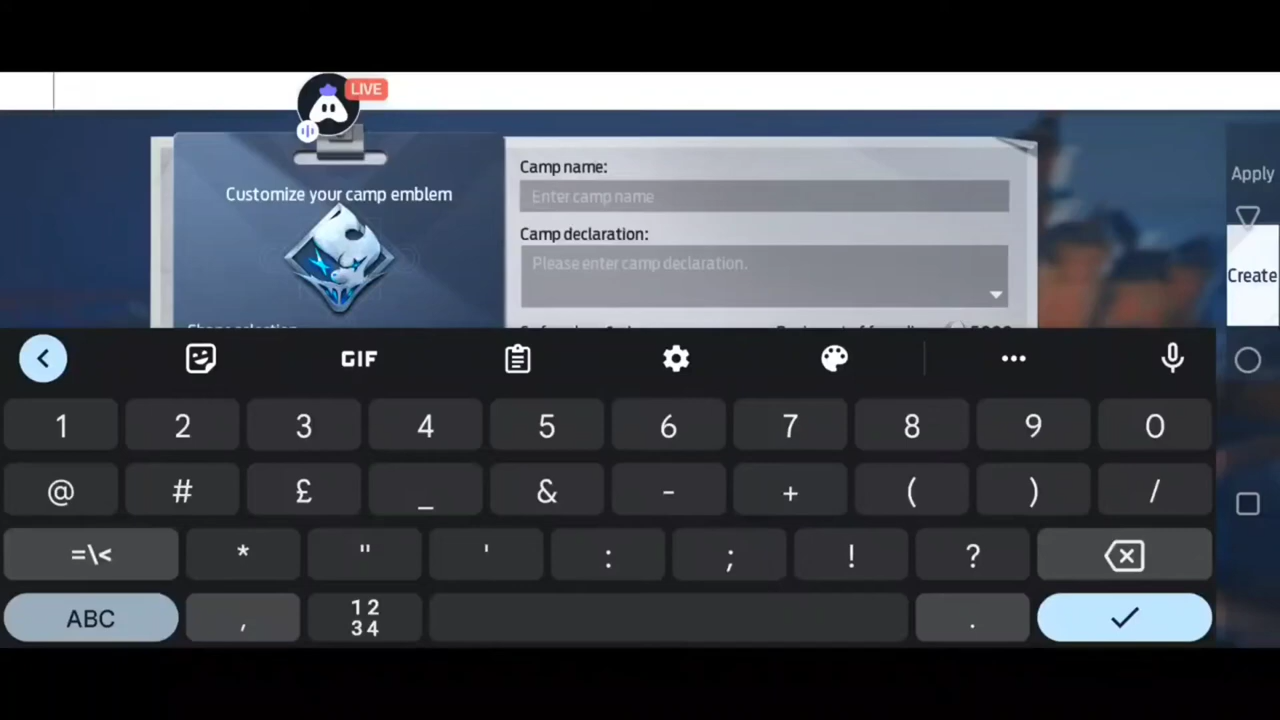 LIVE
Customize your camp emblem
Camp name:
Enter camp name
Camp declaration:
Please enter camp declaration.
Apply
Create
GIF
1 2 3 4 5 6 7 8 9 0
@ # £ _ & - + ( ) /
=\< * " ' : ; ! ?
ABC , 12 34 .